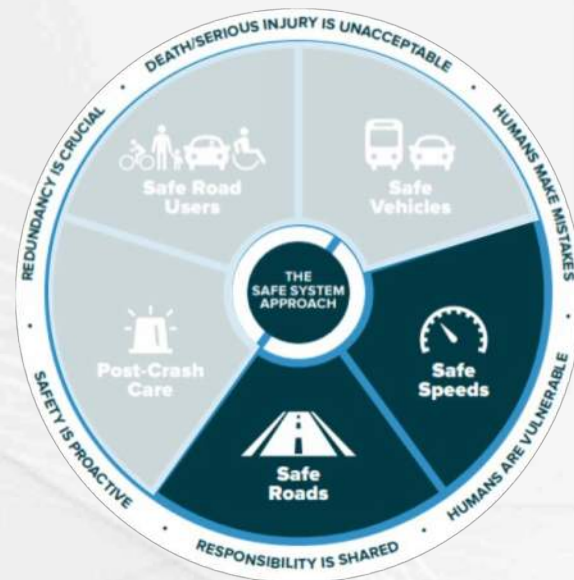 DEATH/SERIOUS INJURY IS UNACCEPTABLE
HUMANS MAKE MISTAKES
HUMANS ARE VULNERABLE
RESPONSIBILITY IS SHARED
SAFETY IS PROACTIVE
REDUNDANCY IS CRUCIAL
Safe Road
Users
Safe
Vehicles
THE
SAFE SYSTEM
APPROACH
Safe
Speeds
Safe
Roads
Post-Crash
Care